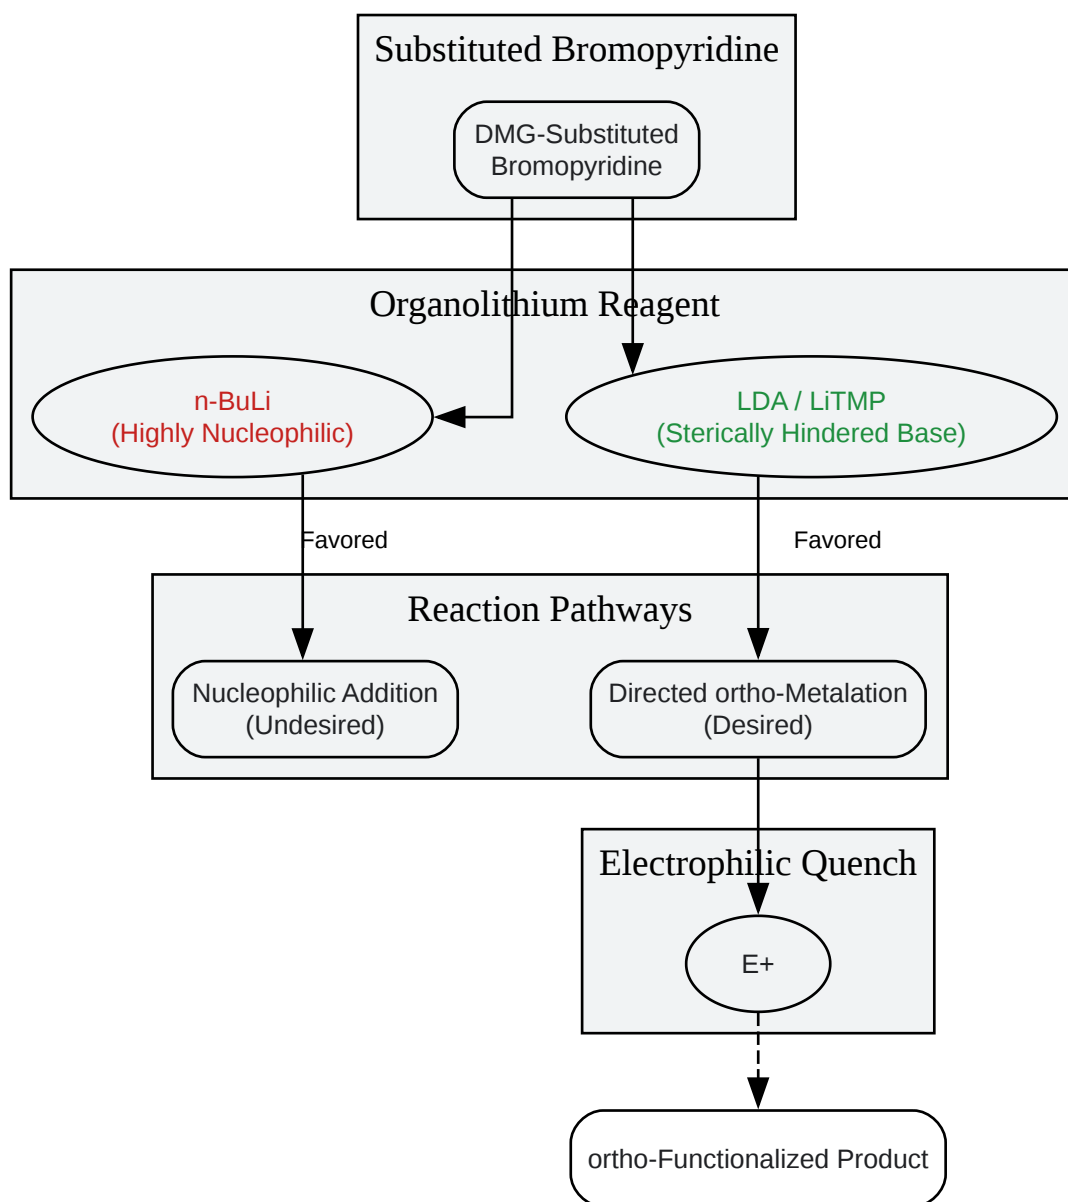 Substituted Bromopyridine
DMG-Substituted
Bromopyridine
Organolithium Reagent
n-BuLi
(Highly Nucleophilic)
LDA / LiTMP
(Sterically Hindered Base)
Favored
Favored
Reaction Pathways
Nucleophilic Addition
(Undesired)
Directed ortho-Metalation
(Desired)
Electrophilic Quench
E+
ortho-Functionalized Product